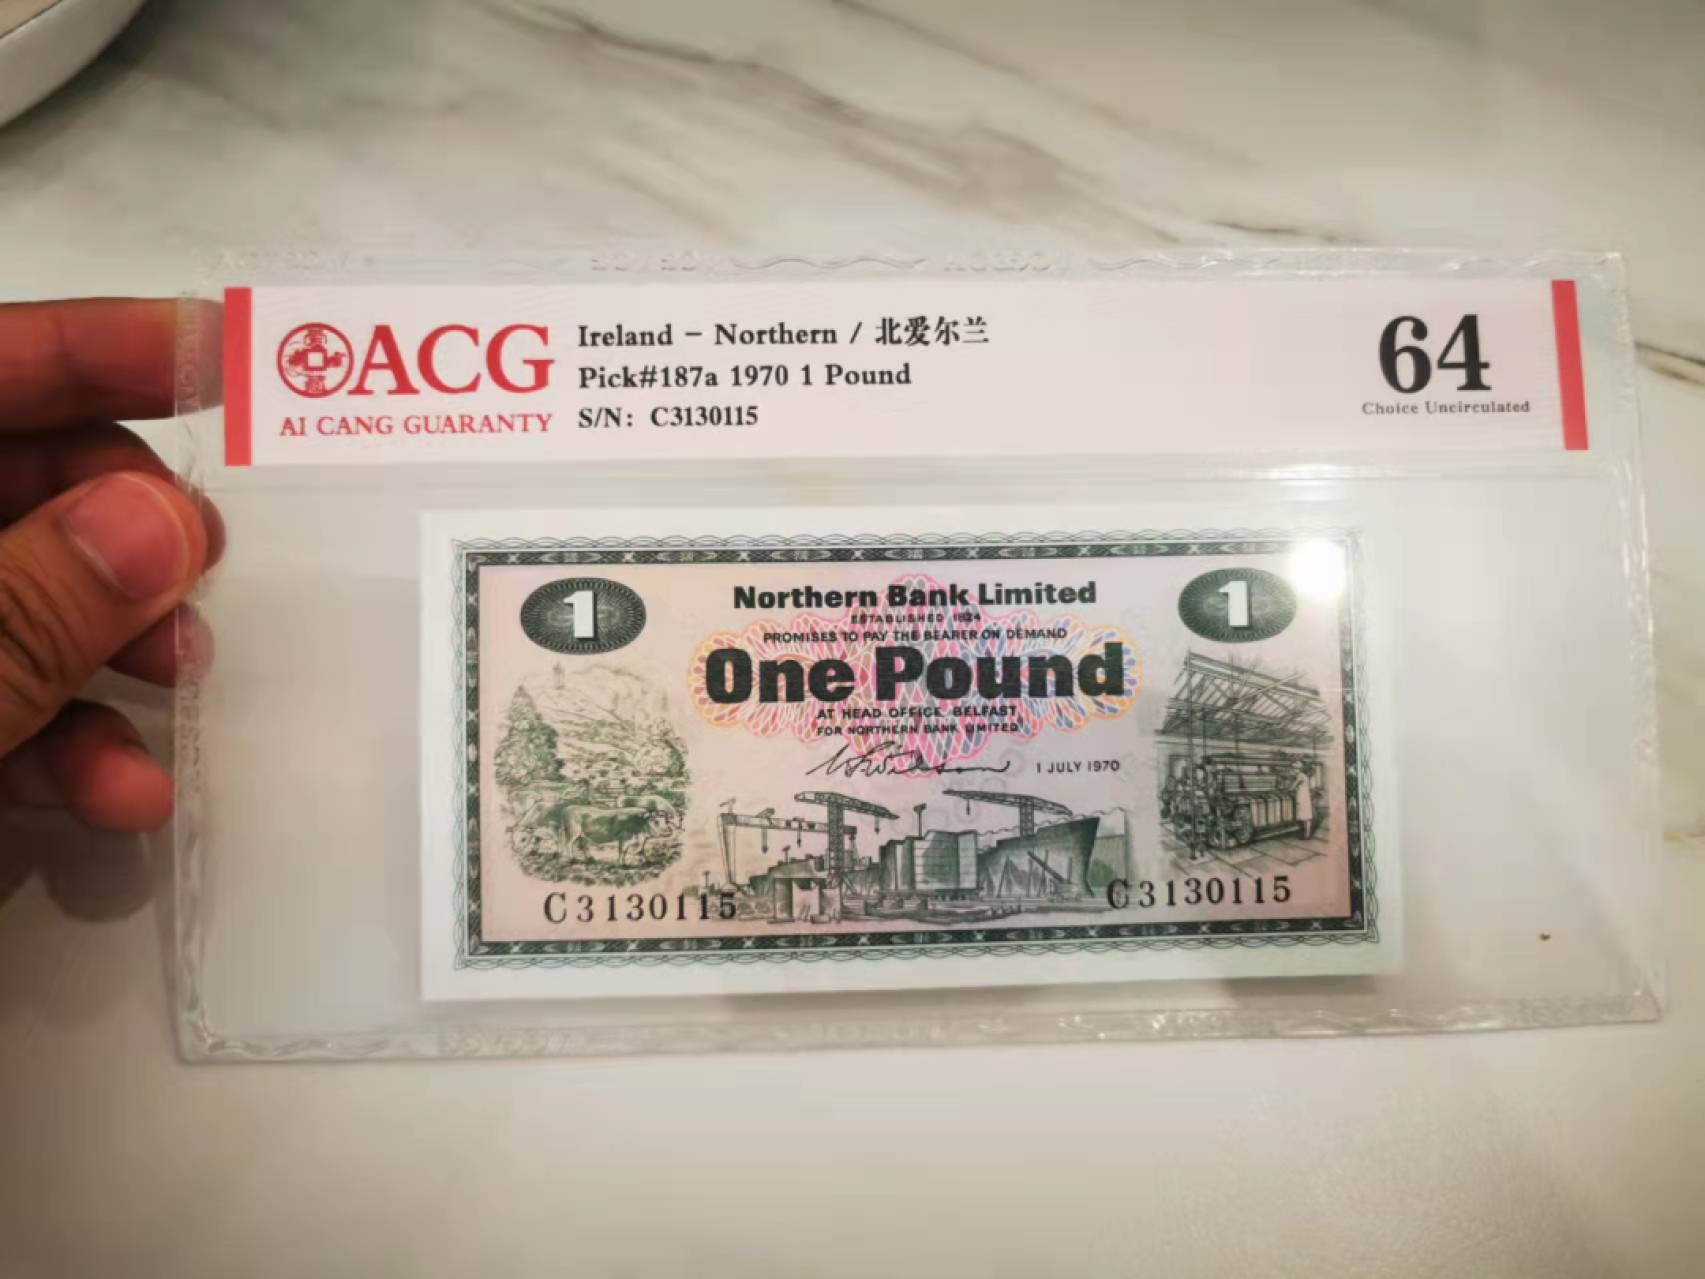 ACG
AI CANG GUARANTY
Ireland - Northern / 北爱尔兰
Pick#187a 1970 1 Pound
S/N: C3130115
64
Choice Uncirculated
1
1
Northern Bank Limited
ESTABLISHED 1824
PROMISES TO PAY THE BEARER ON DEMAND
One Pound
AT HEAD OFFICE, BELFAST
FOR NORTHERN BANK LIMITED
1 JULY 1970
C3130115
C3130115